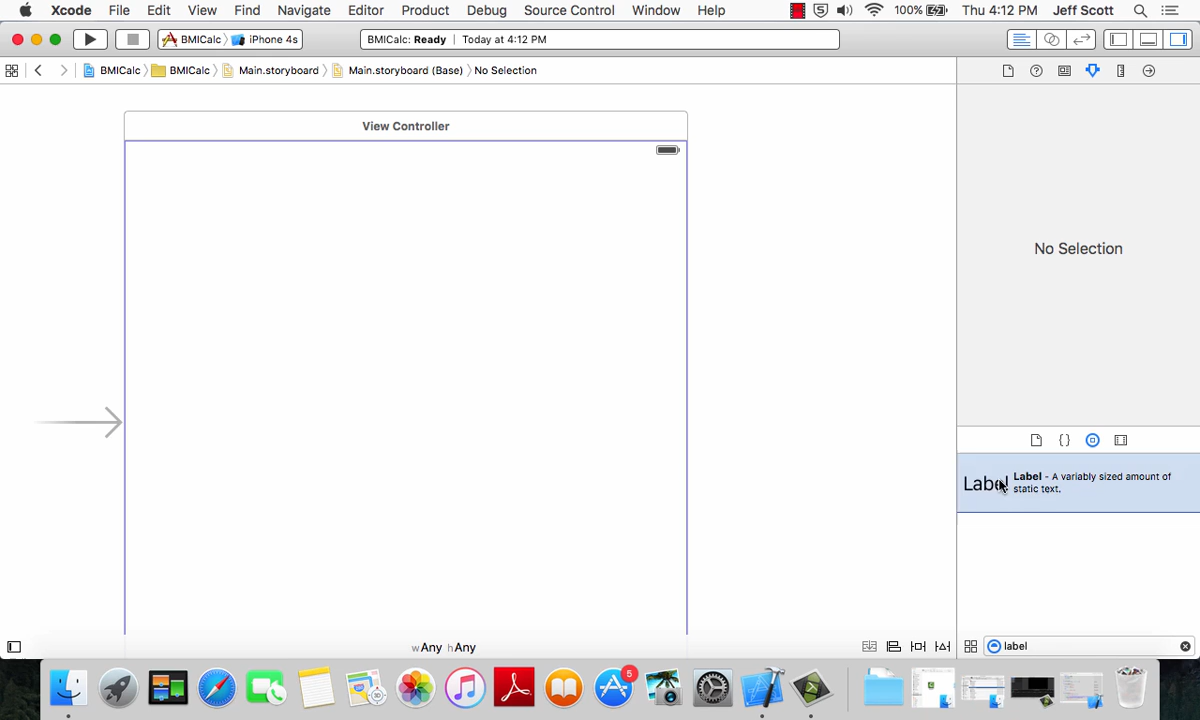 Xcode File Edit View Find Navigate Editor Product Debug Source Control Window Help 5 100% Thu 4:12 PM Jeff Scott
BMICalc iPhone 4s BMICalc: Ready Today at 4:12 PM
BMICalc BMICalc Main.storyboard Main.storyboard (Base) No Selection
View Controller
No Selection
{}
Label Label - A variably sized amount of
static text.
wAny hAny
label
5